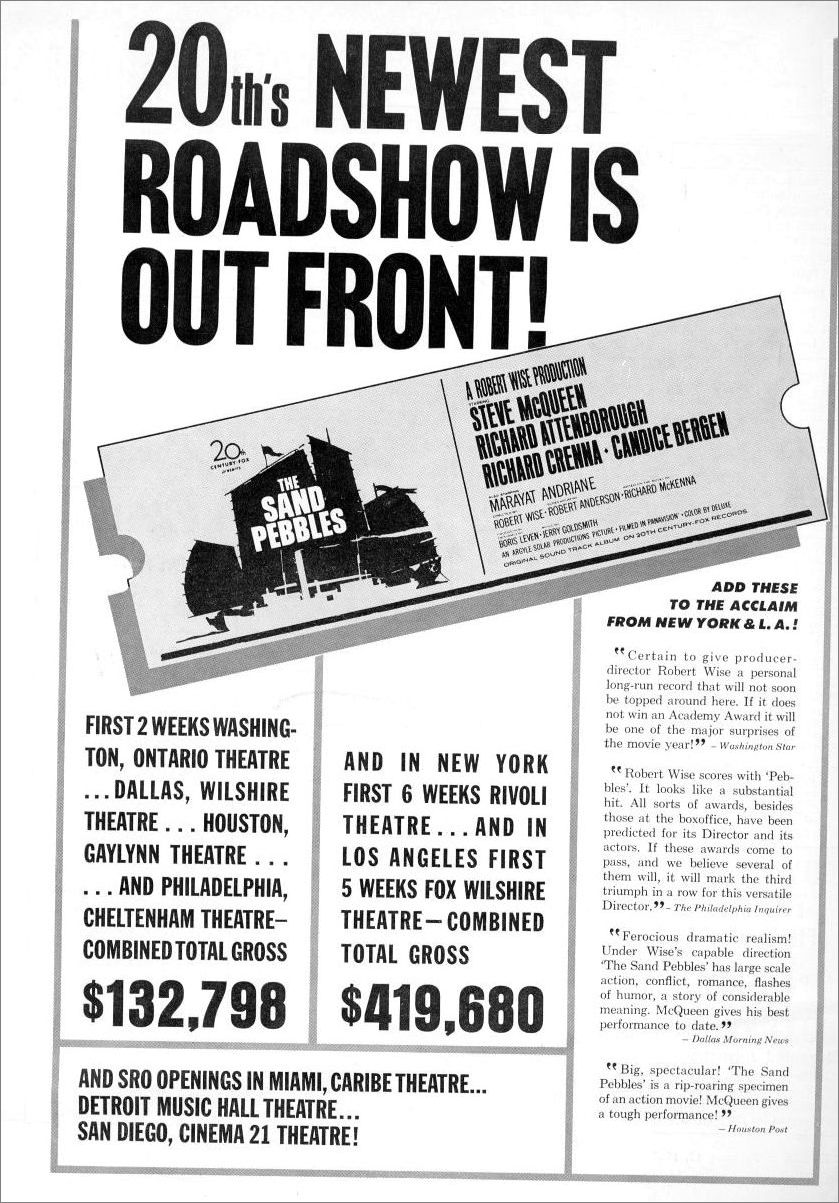 20th's NEWEST
ROADSHOW IS
OUT FRONT!
20th
CENTURY-FOX
presents
THE
SAND
PEBBLES
A ROBERT WISE PRODUCTION
STARRING
STEVE McQUEEN
RICHARD ATTENBOROUGH
RICHARD CRENNA · CANDICE BERGEN
MARAYAT ANDRIANE
ROBERT WISE · ROBERT ANDERSON · RICHARD McKENNA
BORIS LEVEN · JERRY GOLDSMITH
AN ARGYLE-SOLAR PRODUCTIONS PICTURE · FILMED IN PANAVISION® · COLOR BY DELUXE
ORIGINAL SOUND TRACK ALBUM ON 20TH CENTURY-FOX RECORDS
FIRST 2 WEEKS WASHING-
TON, ONTARIO THEATRE
...DALLAS, WILSHIRE
THEATRE ... HOUSTON,
GAYLYNN THEATRE ...
... AND PHILADELPHIA,
CHELTENHAM THEATRE–
COMBINED TOTAL GROSS
$132,798
AND IN NEW YORK
FIRST 6 WEEKS RIVOLI
THEATRE...AND IN
LOS ANGELES FIRST
5 WEEKS FOX WILSHIRE
THEATRE–COMBINED
TOTAL GROSS
$419,680
AND SRO OPENINGS IN MIAMI, CARIBE THEATRE...
DETROIT MUSIC HALL THEATRE...
SAN DIEGO, CINEMA 21 THEATRE!
ADD THESE
TO THE ACCLAIM
FROM NEW YORK & L.A.!
"Certain to give producer-
director Robert Wise a personal
long-run record that will not soon
be topped around here. If it does
not win an Academy Award it will
be one of the major surprises of
the movie year!" – Washington Star
"Robert Wise scores with 'Peb-
bles'. It looks like a substantial
hit. All sorts of awards, besides
those at the boxoffice, have been
predicted for its Director and its
actors. If these awards come to
pass, and we believe several of
them will, it will mark the third
triumph in a row for this versatile
Director." – The Philadelphia Inquirer
"Ferocious dramatic realism!
Under Wise's capable direction
'The Sand Pebbles' has large scale
action, conflict, romance, flashes
of humor, a story of considerable
meaning. McQueen gives his best
performance to date."
– Dallas Morning News
"Big, spectacular! 'The Sand
Pebbles' is a rip-roaring specimen
of an action movie! McQueen gives
a tough performance!"
– Houston Post